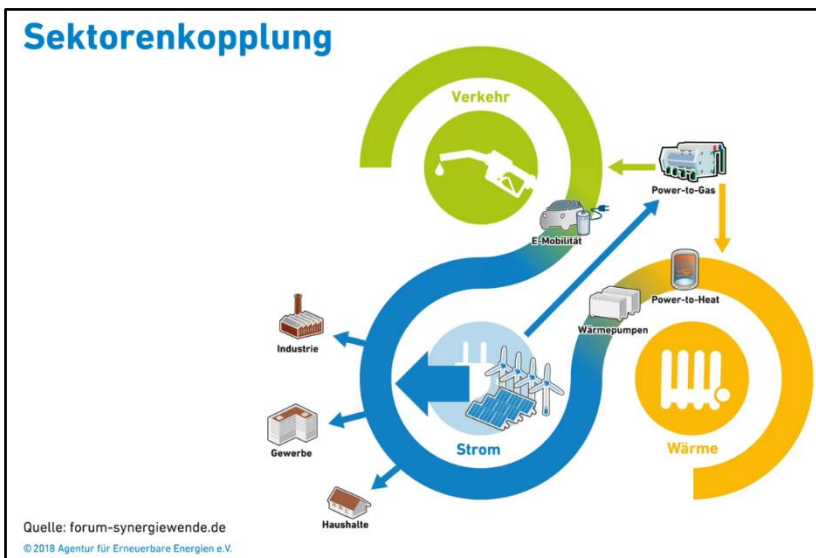 Sektorenkopplung
Verkehr
Power-to-Gas
E-Mobilität
Power-to-Heat
Wärmepumpen
Industrie
Gewerbe
Strom
Wärme
Haushalte
Quelle: forum-synergiewende.de
© 2018 Agentur für Erneuerbare Energien e.V.